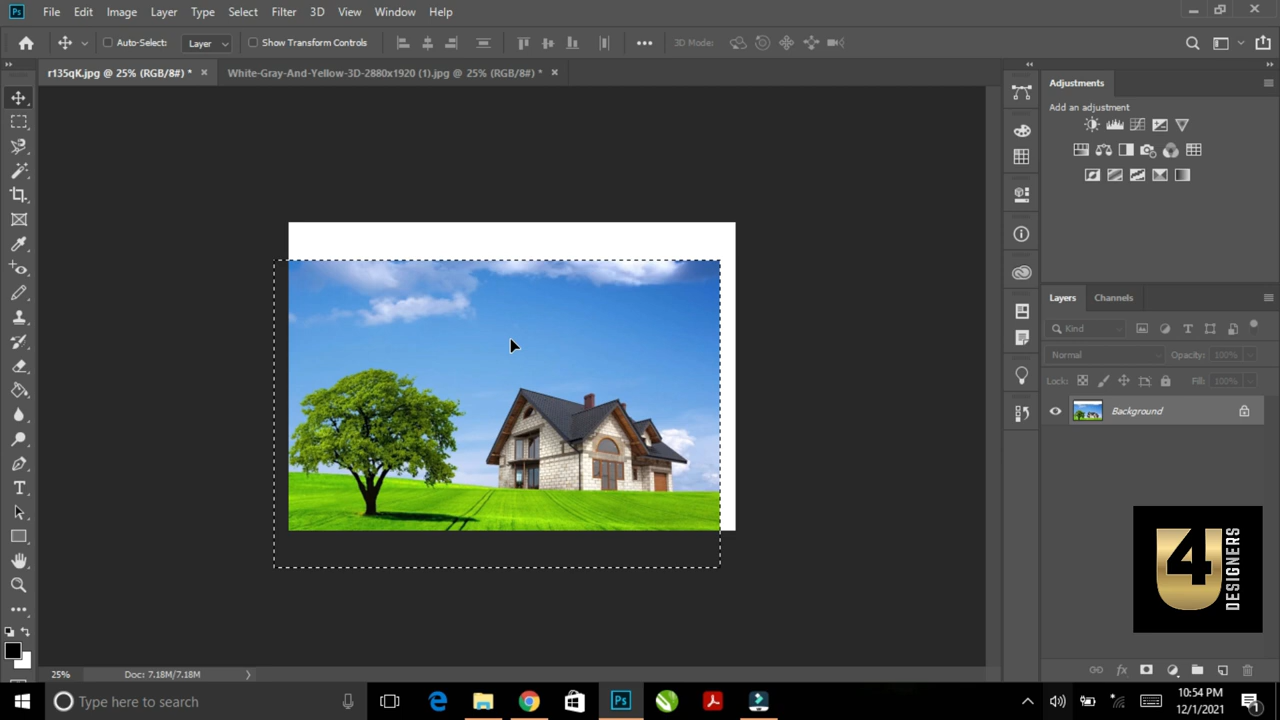 Ps File Edit Image Layer Type Select Filter 3D View Window Help
Auto-Select: Layer Show Transform Controls 3D Mode:
r135qK.jpg @ 25% (RGB/8#) * × White-Gray-And-Yellow-3D-2880x1920 (1).jpg @ 25% (RGB/8#) * ×
Adjustments
Add an adjustment
Layers Channels
Kind
Normal Opacity: 100%
Lock: Fill: 100%
Background
U4
DESIGNERS
25% Doc: 7.18M/7.18M
Type here to search
Ps
10:54 PM
12/1/2021
1